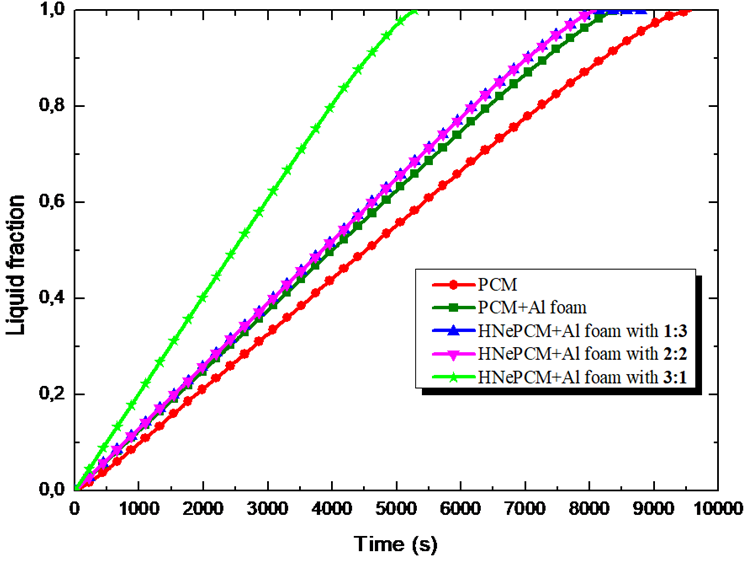 1,0
0,8
0,6
0,4
0,2
0,0
Liquid fraction
PCM
PCM+Al foam
HNePCM+Al foam with 1:3
HNePCM+Al foam with 2:2
HNePCM+Al foam with 3:1
0 1000 2000 3000 4000 5000 6000 7000 8000 9000 10000
Time (s)